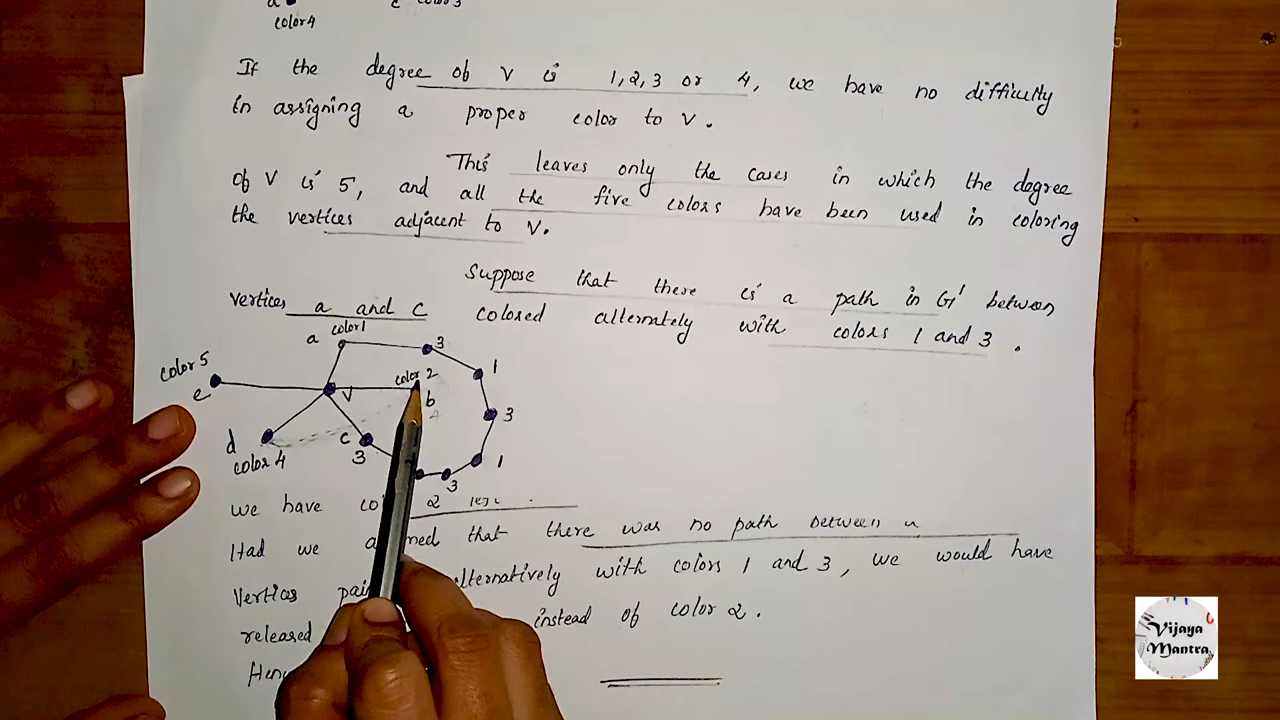 color 3
color4
If the degree of v is 1, 2, 3 or 4, we have no difficulty
in assigning a proper color to v.
This leaves only the cases in which the degree
of v is 5, and all the five colors have been used in coloring
the vertices adjacent to v.
Suppose that there is a path in G' between
vertices a and c colored alternately with colors 1 and 3.
a color1
3
1
color 5
e
v
color 2
b
3
d
color 4
c
3
1
3
we have
Had we that there was no path between
vertices with colors 1 and 3, we would have
released instead of color 2.
Vijaya
Mantra